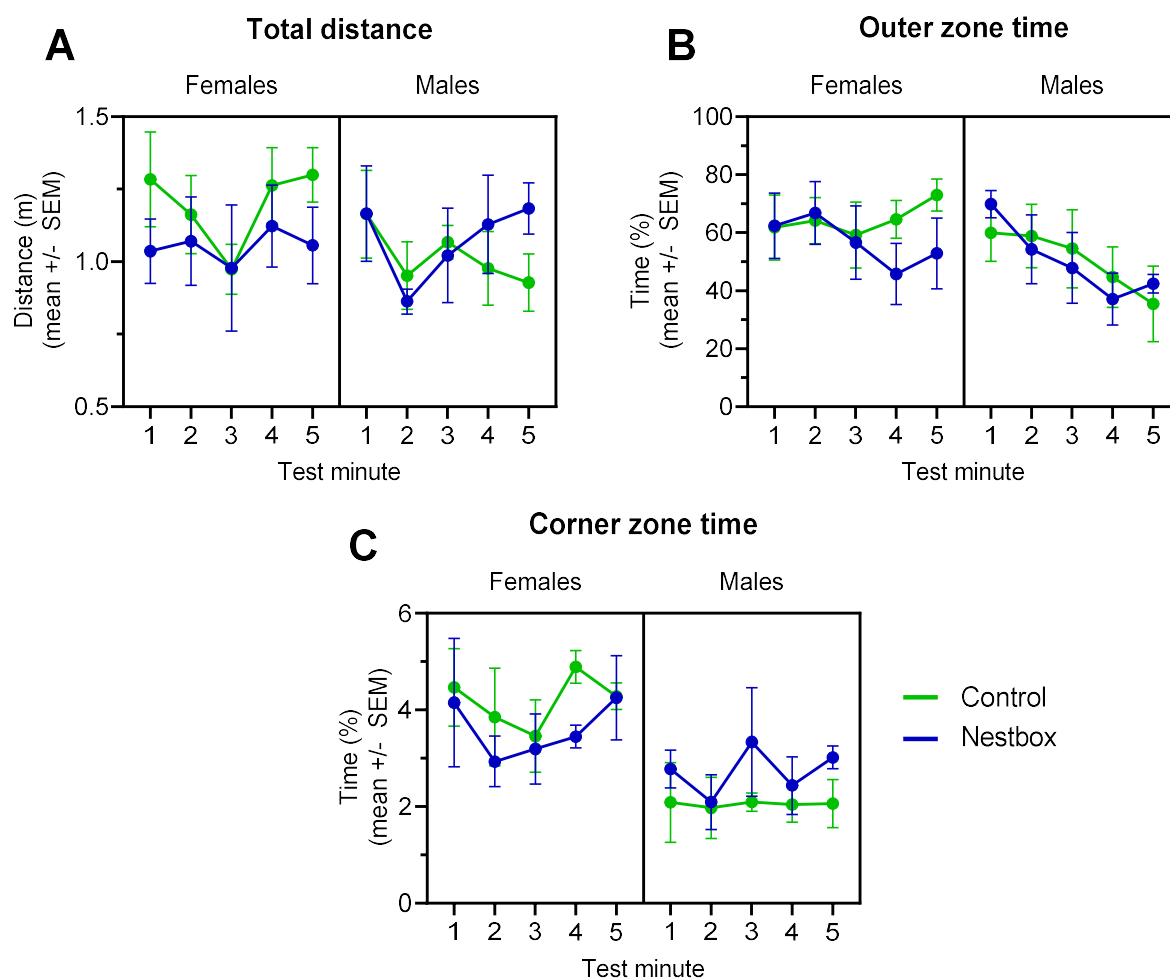 A
Total distance
Females Males
Distance (m)
(mean +/- SEM)
1.5
1.0
0.5
1 2 3 4 5 1 2 3 4 5
Test minute
B
Outer zone time
Females Males
Time (%)
(mean +/- SEM)
100
80
60
40
20
0
1 2 3 4 5 1 2 3 4 5
Test minute
C
Corner zone time
Females Males
Time (%)
(mean +/- SEM)
6
4
2
0
1 2 3 4 5 1 2 3 4 5
Test minute
Control
Nestbox